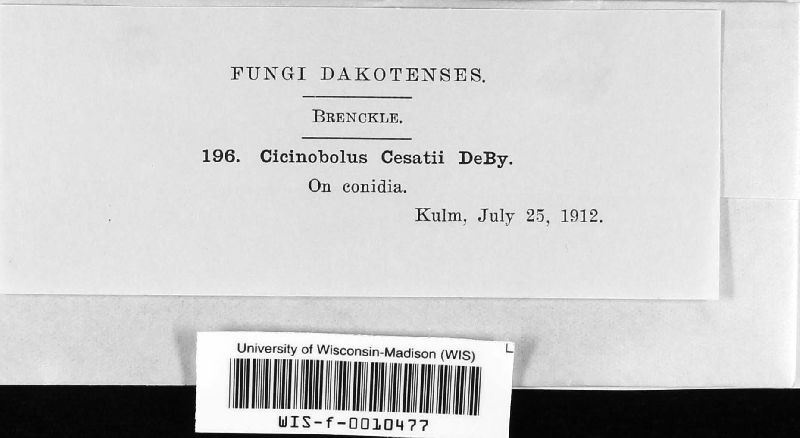 FUNGI DAKOTENSES.
BRENCKLE.
196. Cicinobolus Cesatii DeBy.
On conidia.
Kulm, July 25, 1912.
University of Wisconsin-Madison (WIS)
WIS-f-0010477